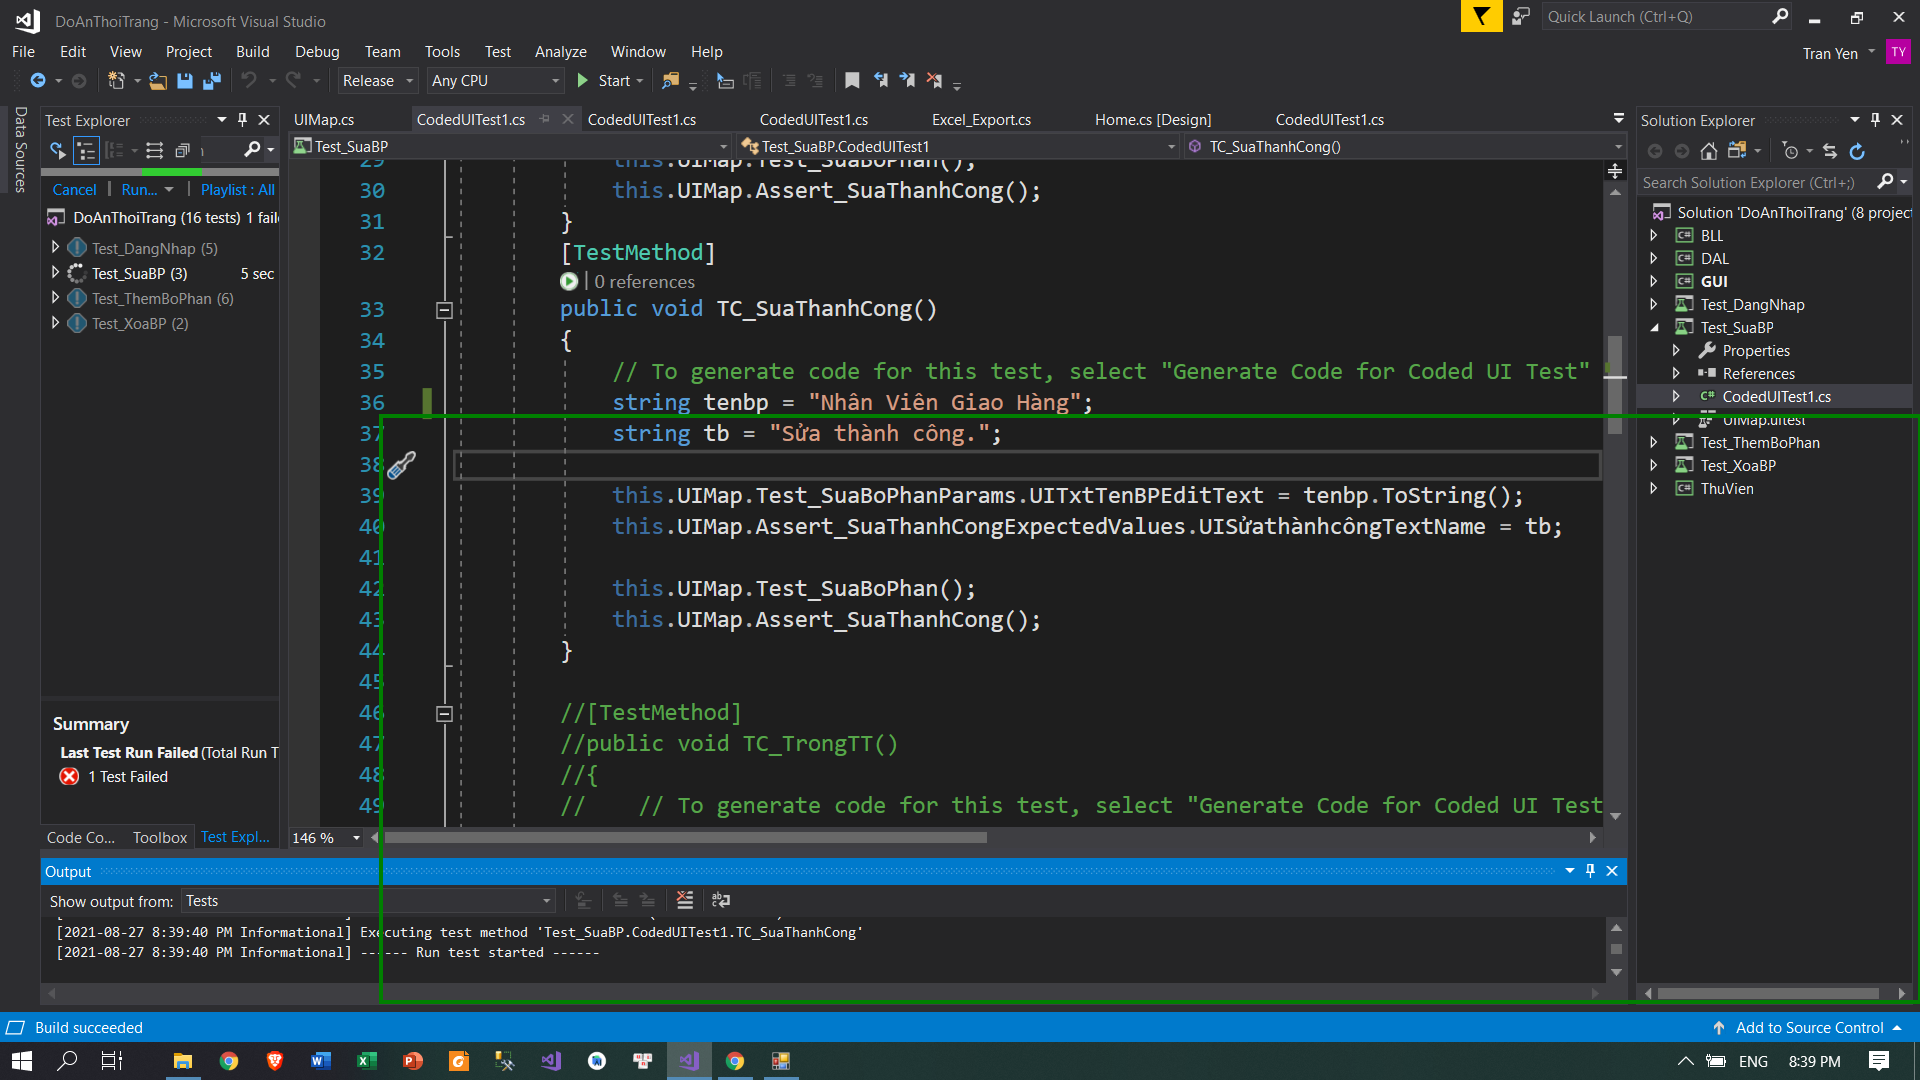 DoAnThoiTrang - Microsoft Visual Studio
Quick Launch (Ctrl+Q)
File Edit View Project Build Debug Team Tools Test Analyze Window Help
Tran Yen
TY
Release
Any CPU
Start
Data Sources
Test Explorer
Cancel | Run... | Playlist : All
DoAnThoiTrang (16 tests) 1 faile
Test_DangNhap (5)
Test_SuaBP (3) 5 sec
Test_ThemBoPhan (6)
Test_XoaBP (2)
Summary
Last Test Run Failed (Total Run T
1 Test Failed
Code Co... Toolbox Test Expl...
UIMap.cs CodedUITest1.cs CodedUITest1.cs CodedUITest1.cs Excel_Export.cs Home.cs [Design] CodedUITest1.cs
Test_SuaBP Test_SuaBP.CodedUITest1 TC_SuaThanhCong()
29 this.UIMap.Test_SuaBoPhan();
30 this.UIMap.Assert_SuaThanhCong();
31 }
32 [TestMethod]
0 references
33 public void TC_SuaThanhCong()
34 {
35 // To generate code for this test, select "Generate Code for Coded UI Test"
36 string tenbp = "Nhân Viên Giao Hàng";
37 string tb = "Sửa thành công.";
38
39 this.UIMap.Test_SuaBoPhanParams.UITxtTenBPEditText = tenbp.ToString();
40 this.UIMap.Assert_SuaThanhCongExpectedValues.UISửathànhcôngTextName = tb;
41
42 this.UIMap.Test_SuaBoPhan();
43 this.UIMap.Assert_SuaThanhCong();
44 }
45
46 //[TestMethod]
47 //public void TC_TrongTT()
48 //{
49 // // To generate code for this test, select "Generate Code for Coded UI Test
146 %
Output
Show output from: Tests
[2021-08-27 8:39:40 PM Informational] Executing test method 'Test_SuaBP.CodedUITest1.TC_SuaThanhCong'
[2021-08-27 8:39:40 PM Informational] ------ Run test started ------
Solution Explorer
Search Solution Explorer (Ctrl+;)
Solution 'DoAnThoiTrang' (8 project
BLL
DAL
GUI
Test_DangNhap
Test_SuaBP
Properties
References
CodedUITest1.cs
UIMap.uitest
Test_ThemBoPhan
Test_XoaBP
ThuVien
Build succeeded
Add to Source Control
ENG 8:39 PM